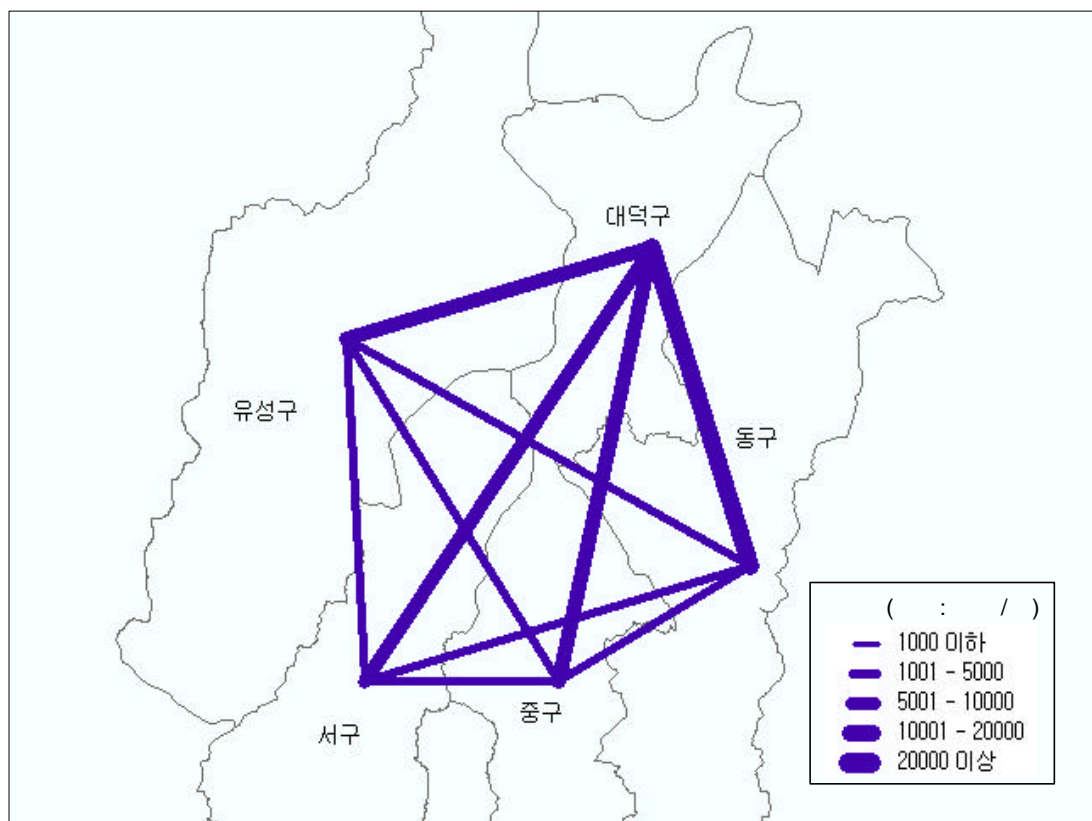 대덕구
유성구
동구
서구
중구
( : / )
1000 이하
1001 - 5000
5001 - 10000
10001 - 20000
20000 이상